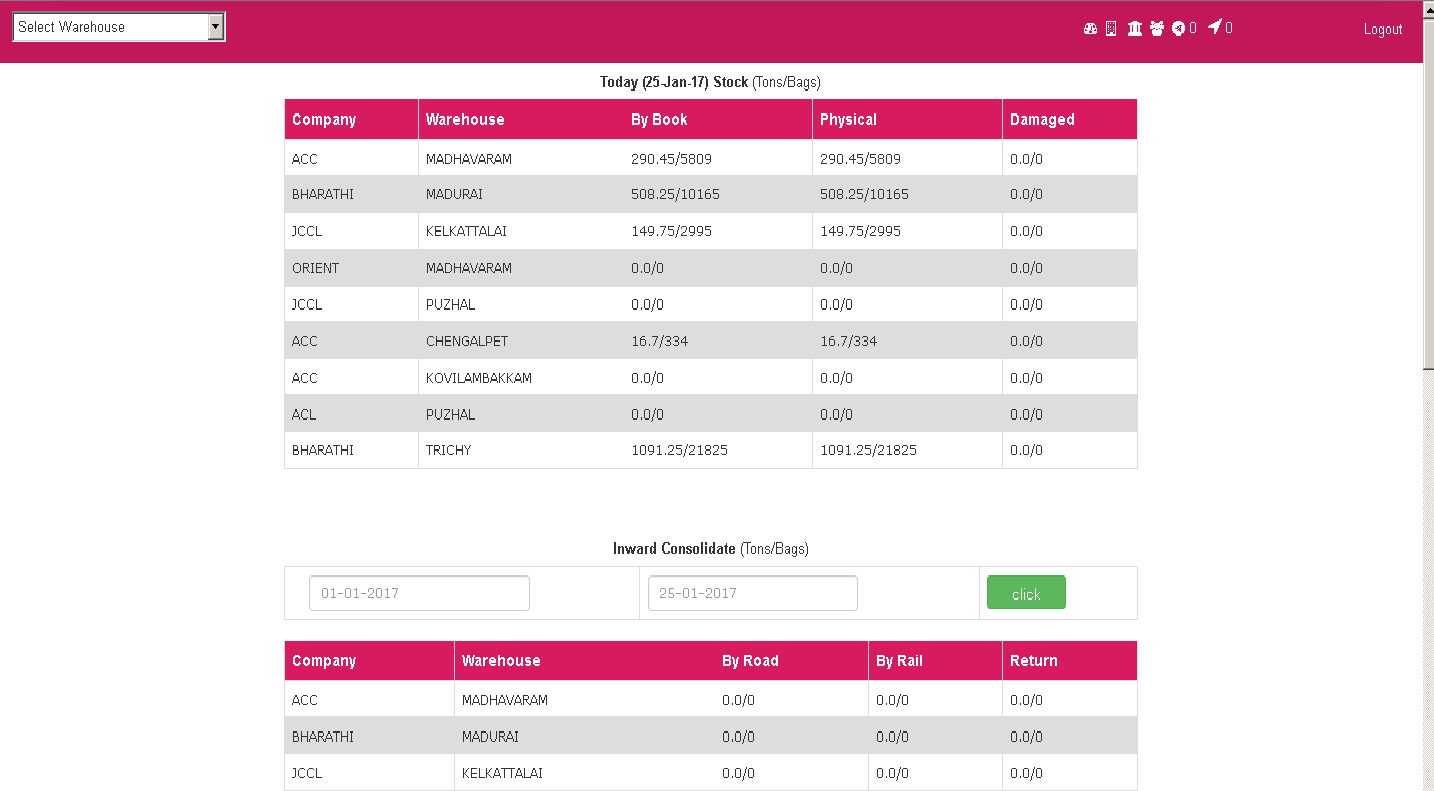 Select Warehouse 0 0 Logout
Today (25-Jan-17) Stock (Tons/Bags)
Company Warehouse By Book Physical Damaged
ACC MADHAVARAM 290.45/5809 290.45/5809 0.0/0
BHARATHI MADURAI 508.25/10165 508.25/10165 0.0/0
JCCL KELKATTALAI 149.75/2995 149.75/2995 0.0/0
ORIENT MADHAVARAM 0.0/0 0.0/0 0.0/0
JCCL PUZHAL 0.0/0 0.0/0 0.0/0
ACC CHENGALPET 16.7/334 16.7/334 0.0/0
ACC KOVILAMBAKKAM 0.0/0 0.0/0 0.0/0
ACL PUZHAL 0.0/0 0.0/0 0.0/0
BHARATHI TRICHY 1091.25/21825 1091.25/21825 0.0/0
Inward Consolidate (Tons/Bags)
01-01-2017 25-01-2017 click
Company Warehouse By Road By Rail Return
ACC MADHAVARAM 0.0/0 0.0/0 0.0/0
BHARATHI MADURAI 0.0/0 0.0/0 0.0/0
JCCL KELKATTALAI 0.0/0 0.0/0 0.0/0